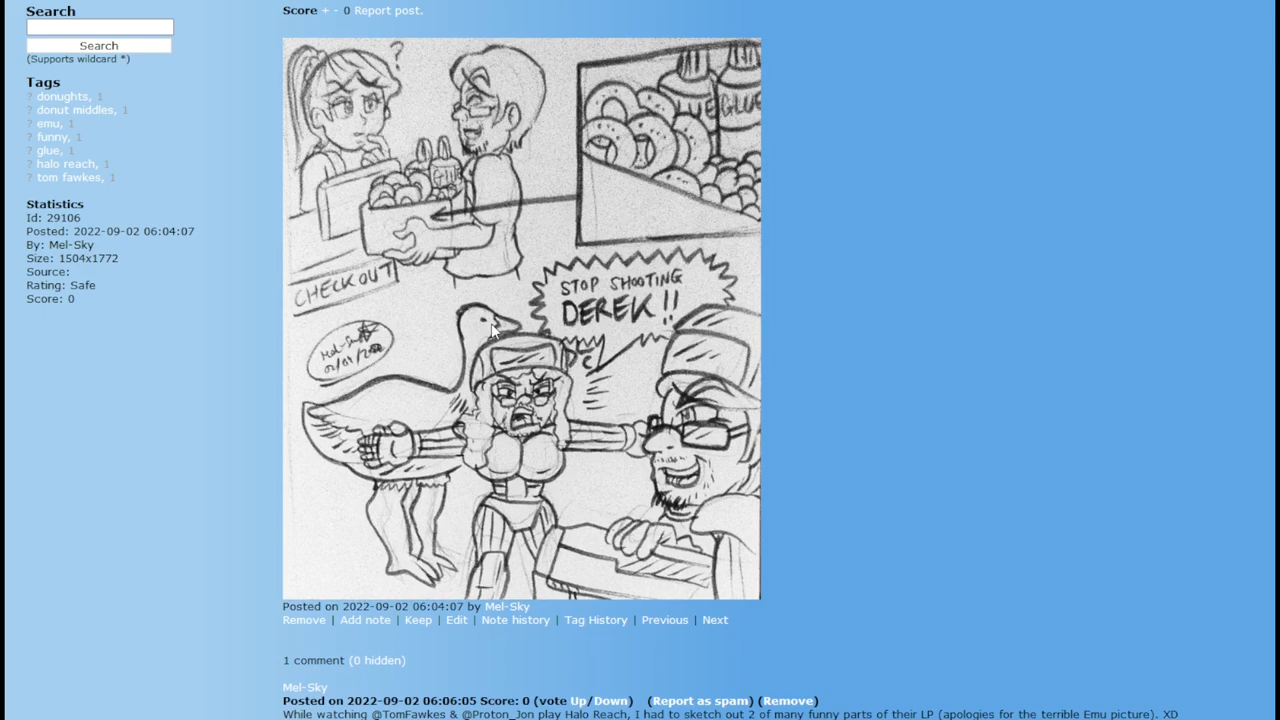 Search
Score + - 0 Report post.
Search
(Supports wildcard *)
Tags
? donughts, 1
? donut middles, 1
? emu, 1
? funny, 1
? glue, 1
? halo reach, 1
? tom fawkes, 1
Statistics
Id: 29106
Posted: 2022-09-02 06:04:07
By: Mel-Sky
Size: 1504x1772
Source:
Rating: Safe
Score: 0
?
GLUE
LUE
GLUE
CHECKOUT
STOP SHOOTING
DEREK!!
Mel-Sky
Posted on 2022-09-02 06:04:07 by Mel-Sky
Remove | Add note | Keep | Edit | Note history | Tag History | Previous | Next
1 comment (0 hidden)
Mel-Sky
Posted on 2022-09-02 06:06:05 Score: 0 (vote Up/Down) (Report as spam) (Remove)
While watching @TomFawkes & @Proton_Jon play Halo Reach, I had to sketch out 2 of many funny parts of their LP (apologies for the terrible Emu picture). XD